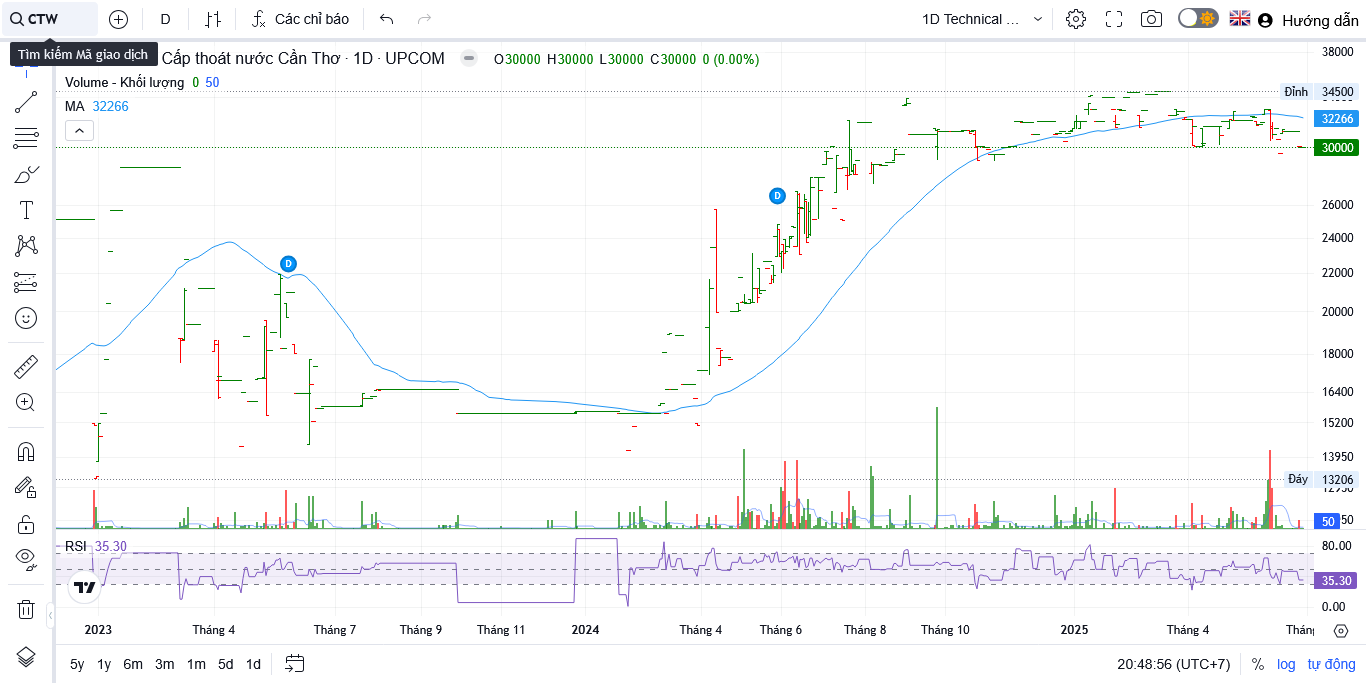 CTW
D
Các chỉ báo
1D Technical ...
Hướng dẫn
Tìm kiếm Mã giao dịch
Cấp thoát nước Cần Thơ · 1D · UPCOM
O30000 H30000 L30000 C30000 0 (0.00%)
Volume - Khối lượng 0 50
MA 32266
38000
Đỉnh 34500
32266
30000
26000
24000
22000
20000
18000
16400
15200
13950
Đáy 13206
12750
50
D
D
RSI 35.30
80.00
35.30
0.00
2023
Tháng 4
Tháng 7
Tháng 9
Tháng 11
2024
Tháng 4
Tháng 6
Tháng 8
Tháng 10
2025
Tháng 4
5y 1y 6m 3m 1m 5d 1d
20:48:56 (UTC+7)
% log tự động